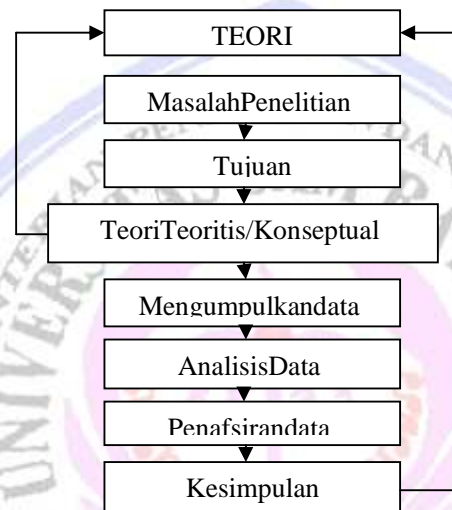 TEORI
MasalahPenelitian
Tujuan
TeoriTeoritis/Konseptual
Mengumpulkandata
AnalisisData
Penafsirandata
Kesimpulan